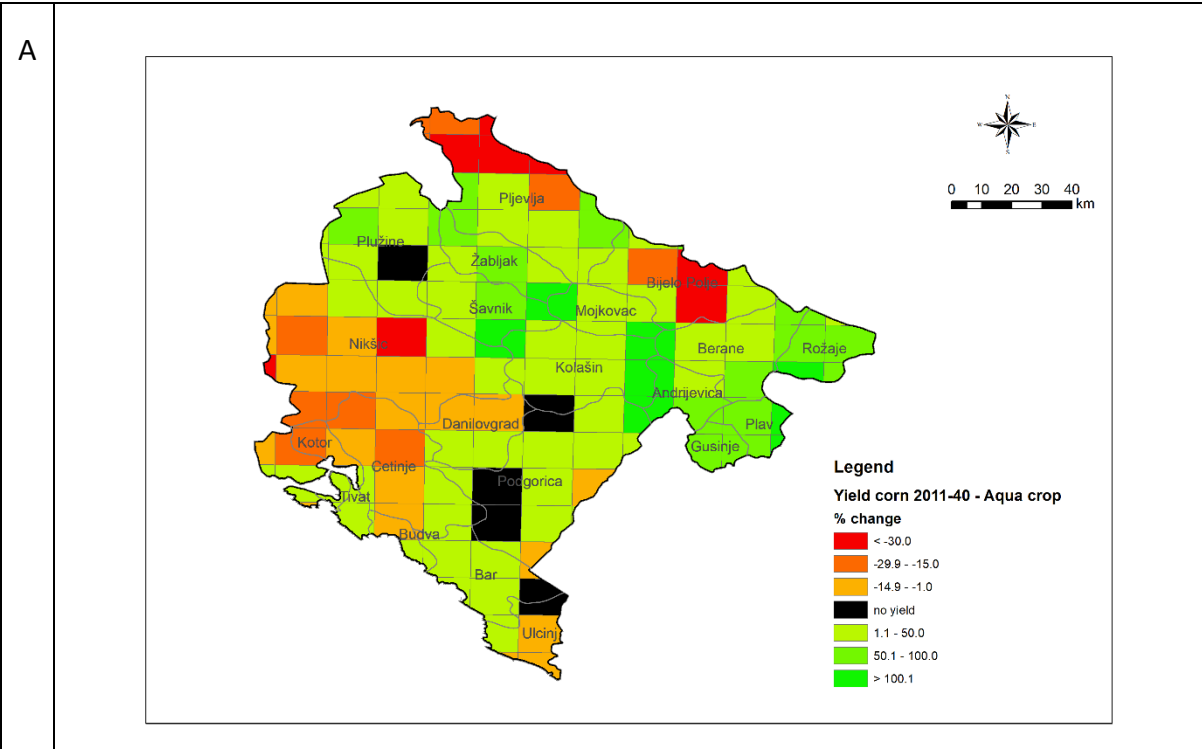 A
N
W E
S
0 10 20 30 40
km
Pljevlja
Plužine
Žabljak
Bijelo Polje
Šavnik
Mojkovac
Nikšić
Berane
Rožaje
Kolašin
Andrijevica
Danilovgrad
Plav
Kotor
Gusinje
Cetinje
Podgorica
Tivat
Budva
Bar
Ulcinj
Legend
Yield corn 2011-40 - Aqua crop
% change
< -30.0
-29.9 - -15.0
-14.9 - -1.0
no yield
1.1 - 50.0
50.1 - 100.0
> 100.1